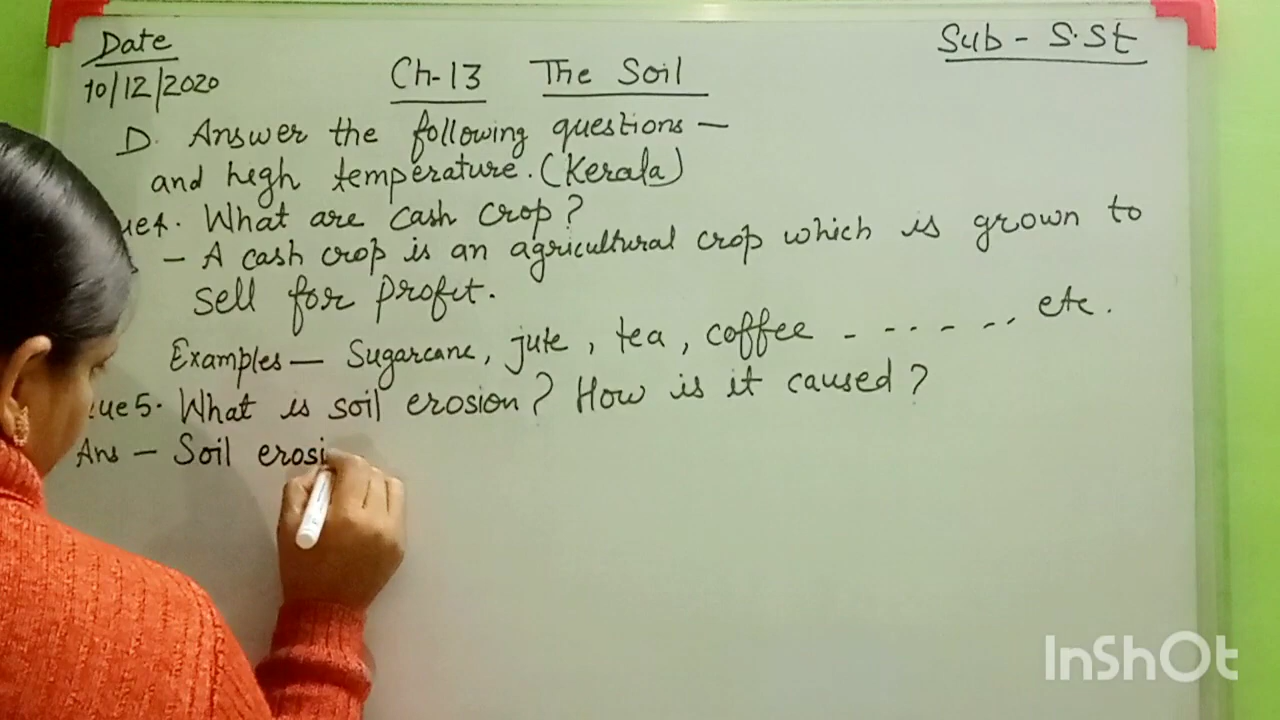 Date
Sub - S.St
10/12/2020
Ch-13 The Soil
D. Answer the following questions —
and high temperature. (Kerala)
ue4. What are cash crop?
- A cash crop is an agricultural crop which is grown to
sell for profit.
Examples — Sugarcane, jute, tea, coffee - - - - - - etc.
ue5. What is soil erosion? How is it caused?
Ans - Soil erosi
InShOt